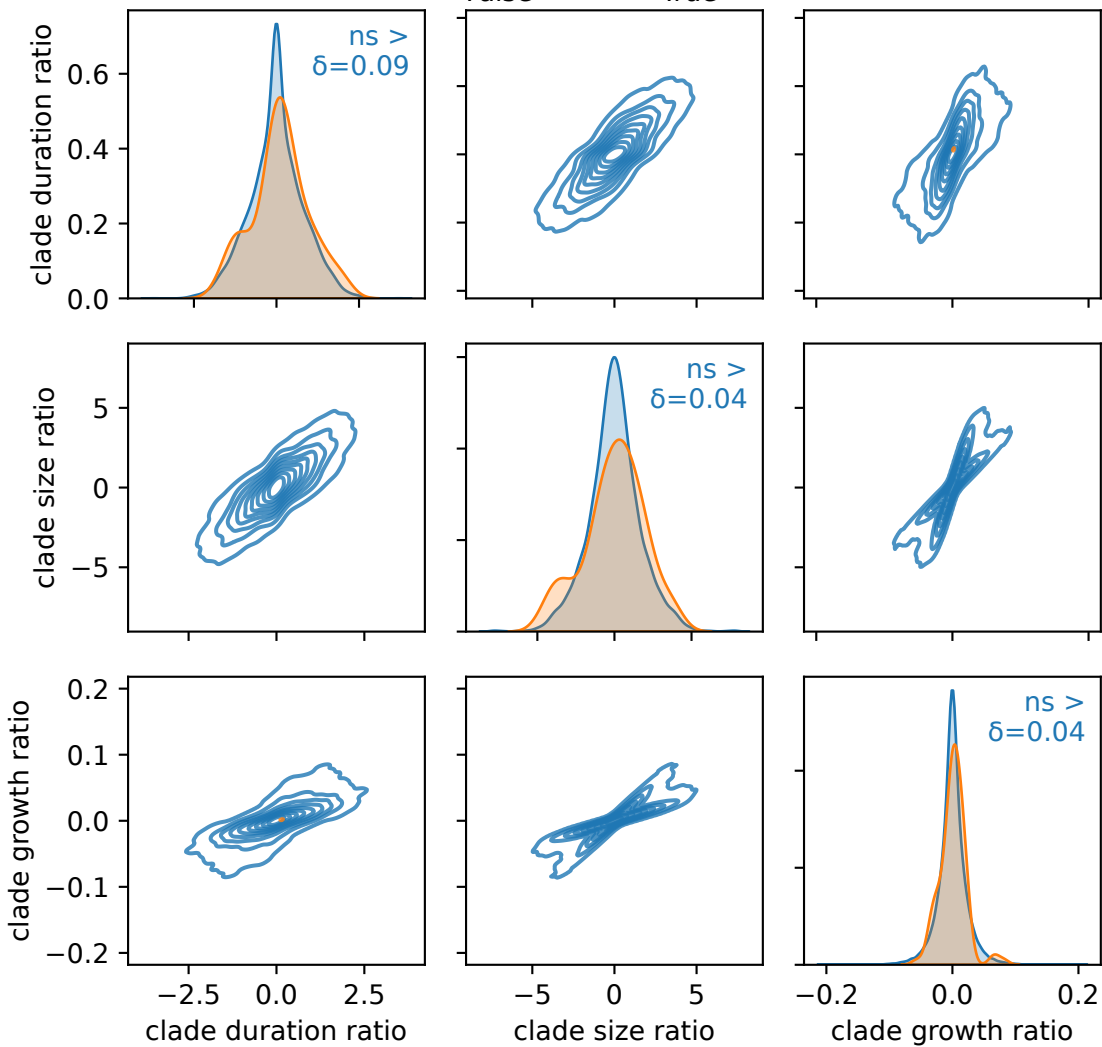 clade duration ratio
0.6
0.4
0.2
0.0
ns >
δ=0.09
clade size ratio
5
0
−5
ns >
δ=0.04
clade growth ratio
0.2
0.1
0.0
−0.1
−0.2
ns >
δ=0.04
−2.5 0.0 2.5
−5 0 5
−0.2 0.0 0.2
clade duration ratio
clade size ratio
clade growth ratio